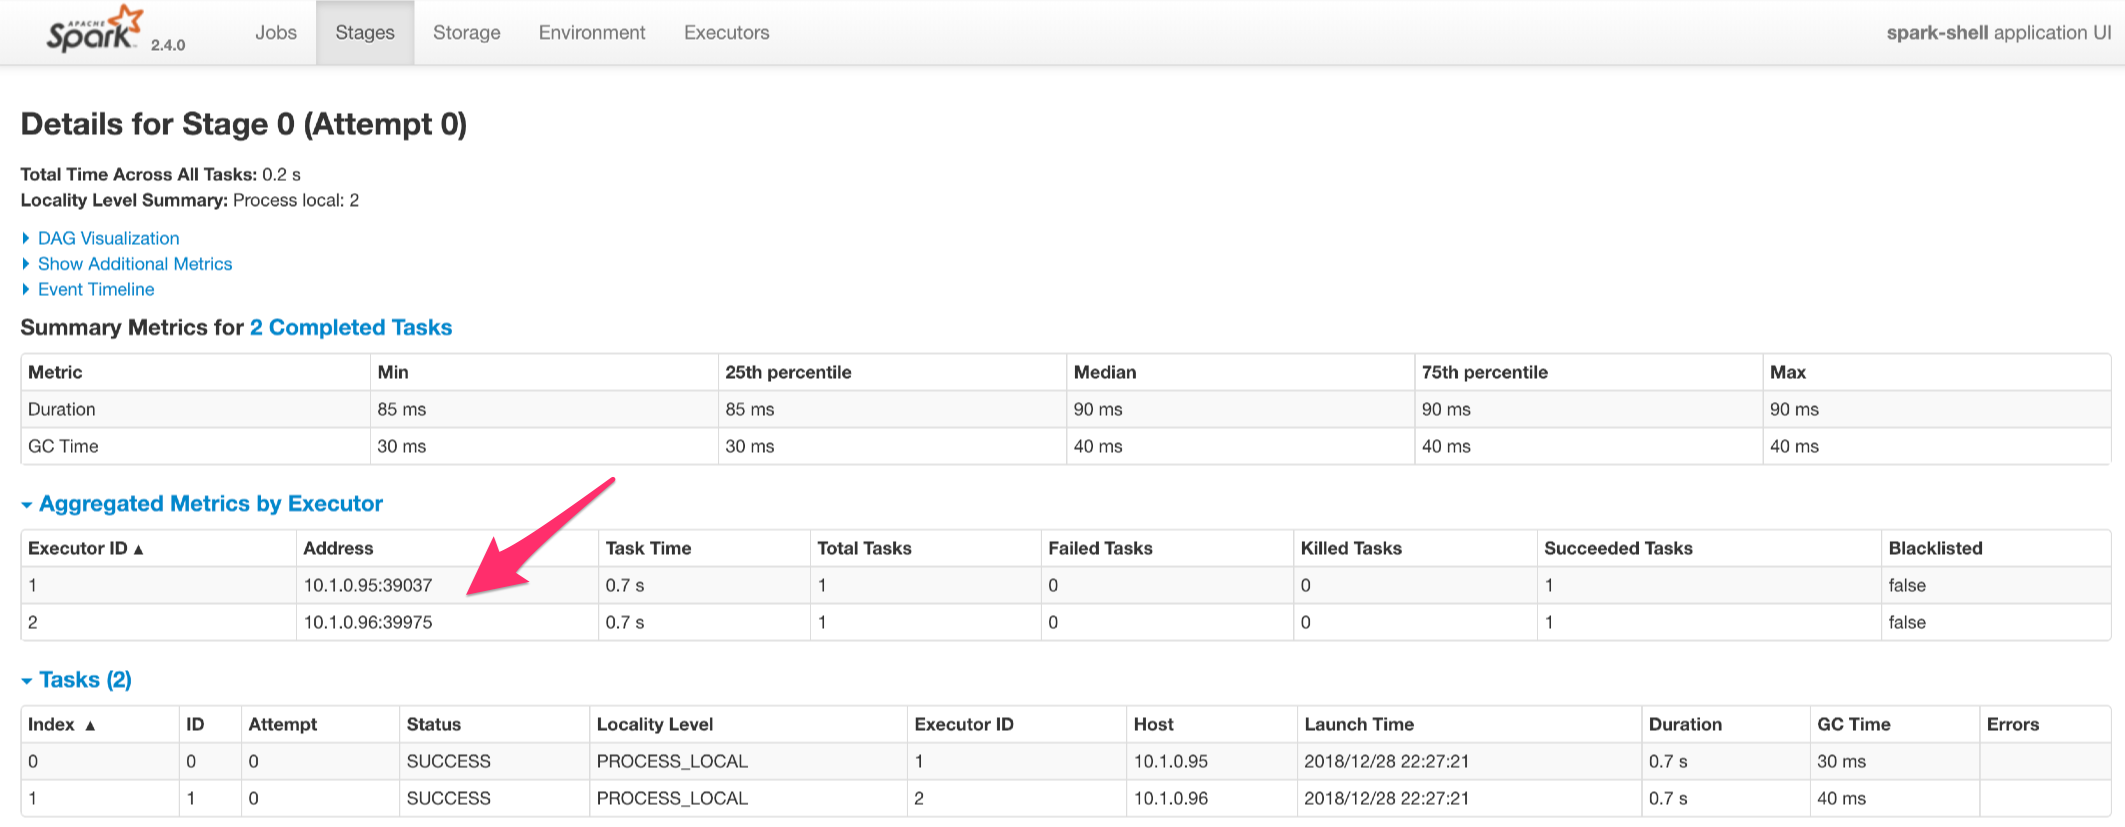 APACHE
Spark 2.4.0 Jobs Stages Storage Environment Executors spark-shell application UI
Details for Stage 0 (Attempt 0)
Total Time Across All Tasks: 0.2 s
Locality Level Summary: Process local: 2
DAG Visualization
Show Additional Metrics
Event Timeline
Summary Metrics for 2 Completed Tasks
Metric Min 25th percentile Median 75th percentile Max
Duration 85 ms 85 ms 90 ms 90 ms 90 ms
GC Time 30 ms 30 ms 40 ms 40 ms 40 ms
Aggregated Metrics by Executor
Executor ID ▲ Address Task Time Total Tasks Failed Tasks Killed Tasks Succeeded Tasks Blacklisted
1 10.1.0.95:39037 0.7 s 1 0 0 1 false
2 10.1.0.96:39975 0.7 s 1 0 0 1 false
Tasks (2)
Index ▲ ID Attempt Status Locality Level Executor ID Host Launch Time Duration GC Time Errors
0 0 0 SUCCESS PROCESS_LOCAL 1 10.1.0.95 2018/12/28 22:27:21 0.7 s 30 ms
1 1 0 SUCCESS PROCESS_LOCAL 2 10.1.0.96 2018/12/28 22:27:21 0.7 s 40 ms